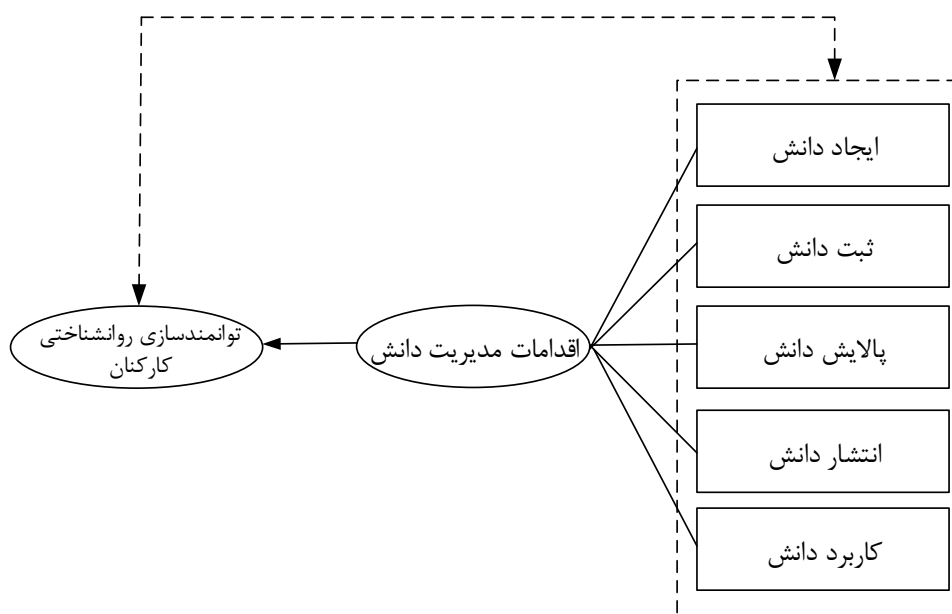 ایجاد دانش
ثبت دانش
پالایش دانش
انتشار دانش
کاربرد دانش
اقدامات مدیریت دانش
توانمندسازی روانشناختی
کارکنان